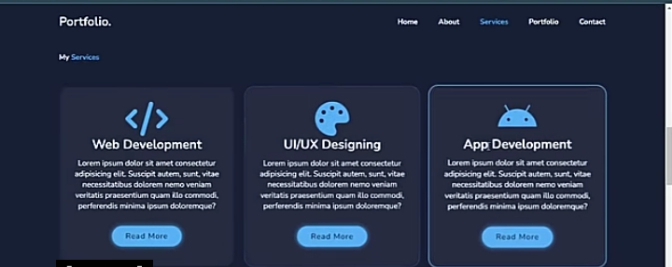 Portfolio.
Home About Services Portfolio Contact
My Services
Web Development
Lorem ipsum dolor sit amet consectetur
adipisicing elit. Suscipit autem, sunt, vitae
necessitatibus dolorem nemo veniam
veritatis praesentium quam illo commodi,
perferendis minima ipsum doloremque?
Read More
UI/UX Designing
Lorem ipsum dolor sit amet consectetur
adipisicing elit. Suscipit autem, sunt, vitae
necessitatibus dolorem nemo veniam
veritatis praesentium quam illo commodi,
perferendis minima ipsum doloremque?
Read More
App Development
Lorem ipsum dolor sit amet consectetur
adipisicing elit. Suscipit autem, sunt, vitae
necessitatibus dolorem nemo veniam
veritatis praesentium quam illo commodi,
perferendis minima ipsum doloremque?
Read More